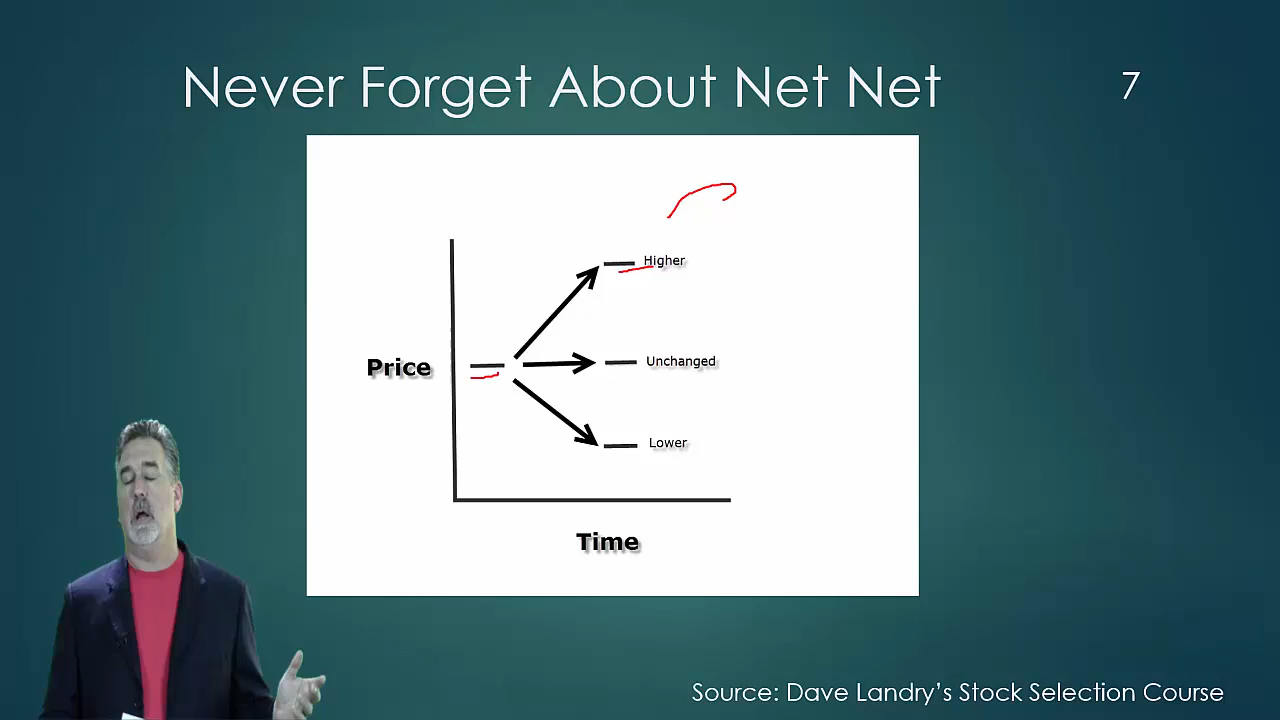 Never Forget About Net Net
7
Higher
Price
Unchanged
Lower
Time
Source: Dave Landry’s Stock Selection Course